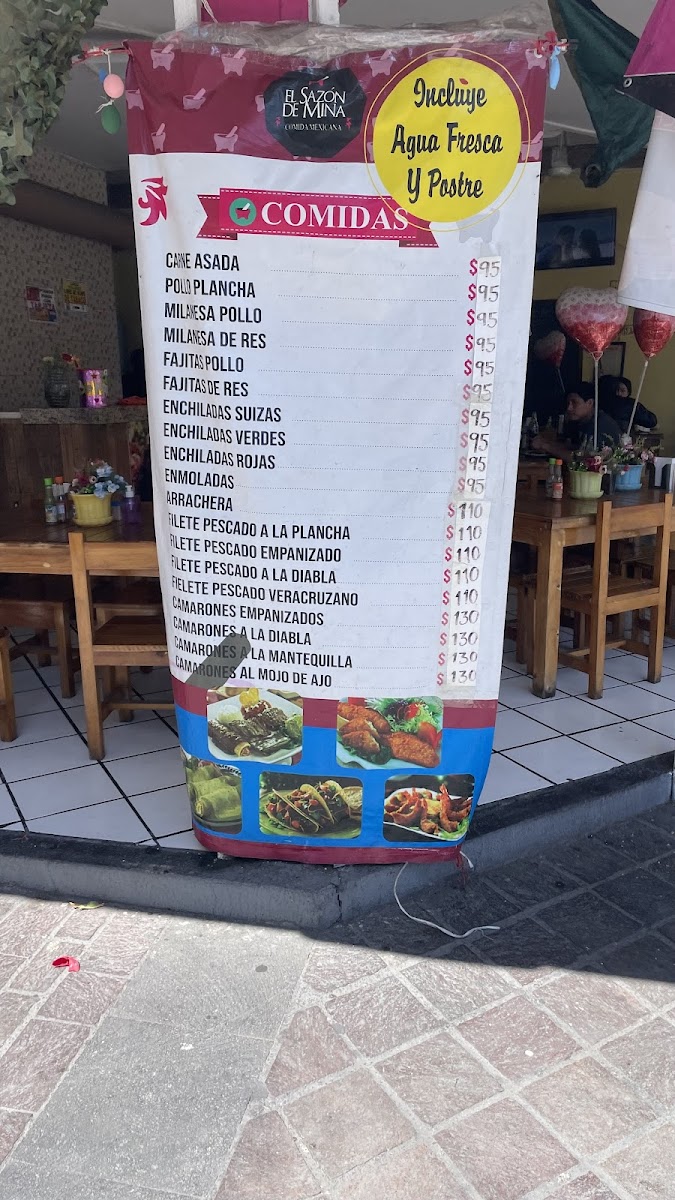 EL SAZÓN
DE MINA
COMIDA MEXICANA
Incluye
Agua Fresca
Y Postre
COMIDAS
CARNE ASADA $95
POLLO PLANCHA $95
MILANESA POLLO $95
MILANESA DE RES $95
FAJITAS POLLO $95
FAJITAS DE RES $95
ENCHILADAS SUIZAS $95
ENCHILADAS VERDES $95
ENCHILADAS ROJAS $95
ENMOLADAS $95
ARRACHERA $110
FILETE PESCADO A LA PLANCHA $110
FILETE PESCADO EMPANIZADO $110
FILETE PESCADO A LA DIABLA $110
FIELETE PESCADO VERACRUZANO $110
CAMARONES EMPANIZADOS $130
CAMARONES A LA DIABLA $130
CAMARONES A LA MANTEQUILLA $130
CAMARONES AL MOJO DE AJO $130